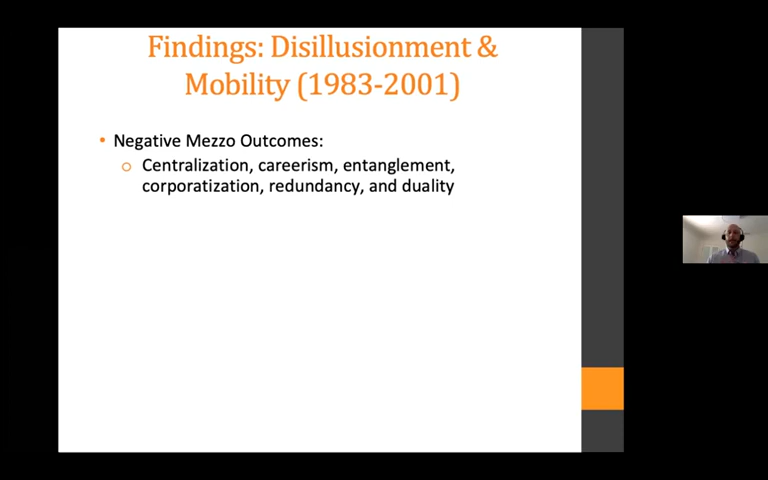 Findings: Disillusionment &
Mobility (1983-2001)
• Negative Mezzo Outcomes:
o Centralization, careerism, entanglement,
corporatization, redundancy, and duality